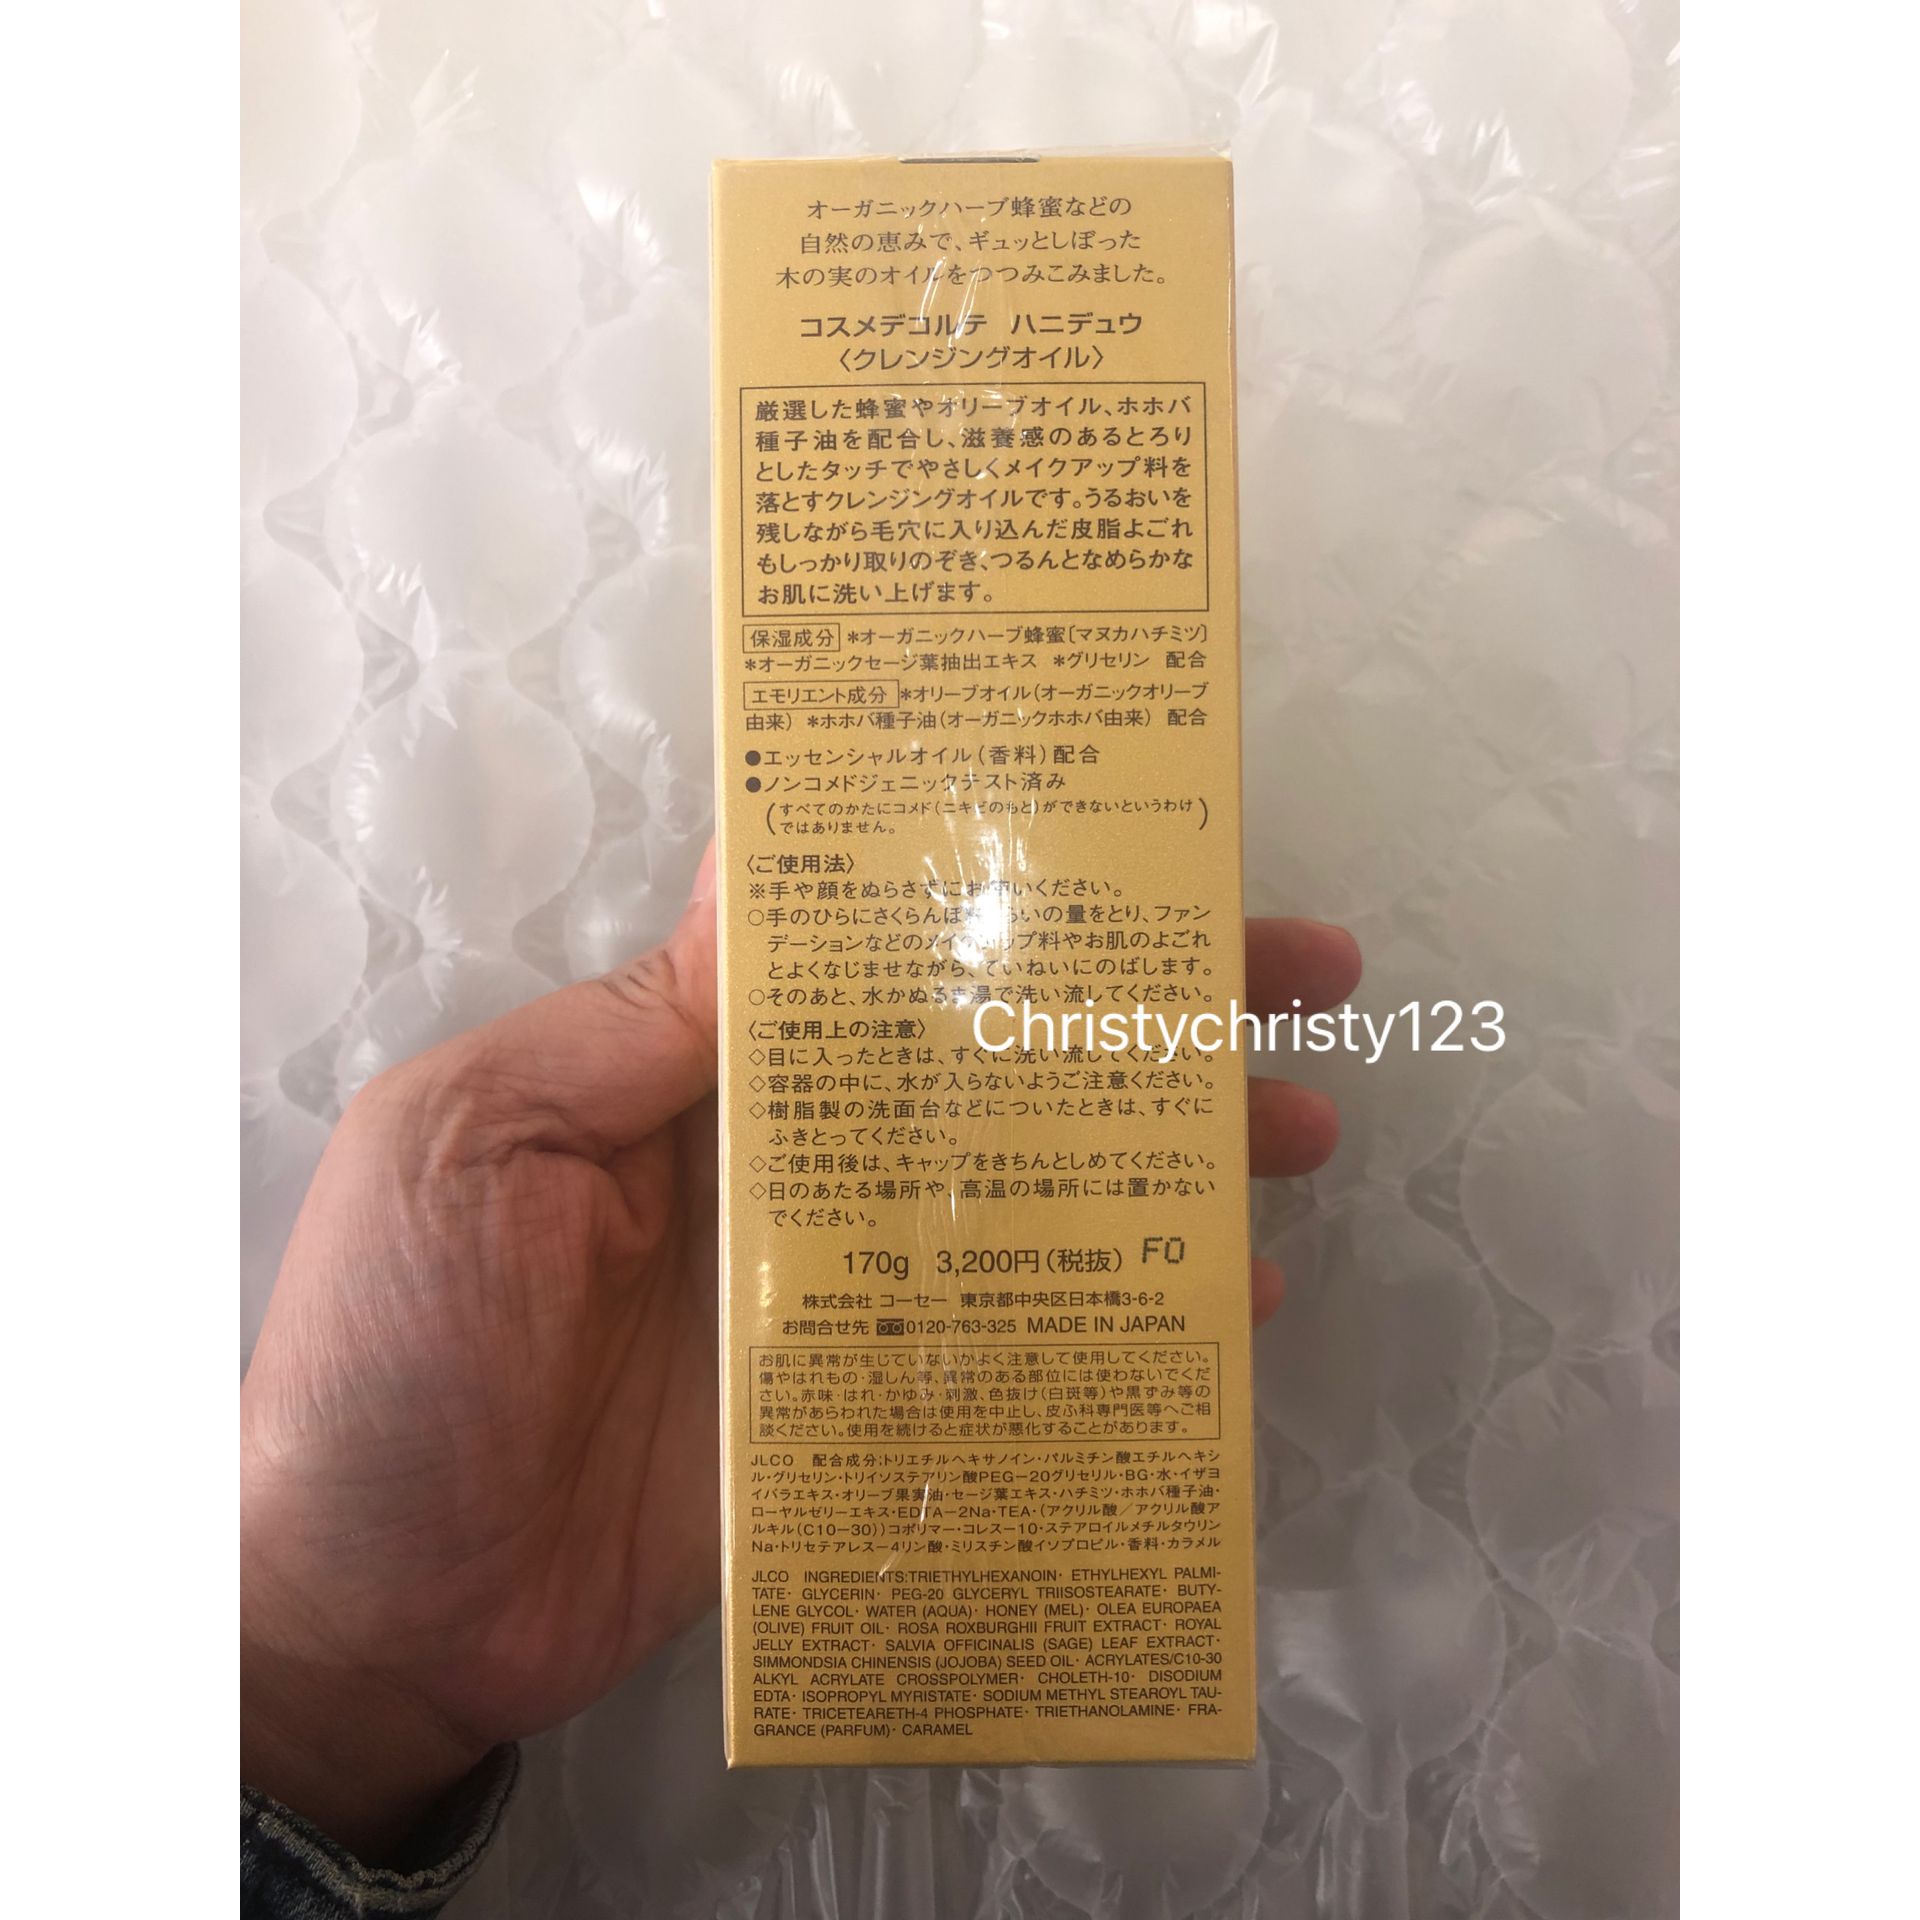 オーガニックハーブ蜂蜜などの
自然の恵みで、ギュッとしぼった
木の実のオイルをつつみこみました。
コスメデコルテ ハニデュウ
〈クレンジングオイル〉
厳選した蜂蜜やオリーブオイル、ホホバ
種子油を配合し、滋養感のあるとろり
としたタッチでやさしくメイクアップ料を
落とすクレンジングオイルです。うるおいを
残しながら毛穴に入り込んだ皮脂よごれ
もしっかり取りのぞき、つるんとなめらかな
お肌に洗い上げます。
保湿成分 *オーガニックハーブ蜂蜜〔マヌカハチミツ〕
*オーガニックセージ葉抽出エキス *グリセリン 配合
エモリエント成分 *オリーブオイル(オーガニックオリーブ
由来) *ホホバ種子油(オーガニックホホバ由来) 配合
●エッセンシャルオイル(香料)配合
●ノンコメドジェニックテスト済み
(すべてのかたにコメド(ニキビのもと)ができないというわけ
ではありません。)
〈ご使用法〉
※手や顔をぬらさずにお使いください。
○手のひらにさくらんぼ粒くらいの量をとり、ファン
デーションなどのメイクアップ料やお肌のよごれ
とよくなじませながら、ていねいにのばします。
○そのあと、水かぬるま湯で洗い流してください。
Christychristy123
〈ご使用上の注意〉
◇目に入ったときは、すぐに洗い流してください。
◇容器の中に、水が入らないようご注意ください。
◇樹脂製の洗面台などについたときは、すぐに
ふきとってください。
◇ご使用後は、キャップをきちんとしめてください。
◇日のあたる場所や、高温の場所には置かない
でください。
170g 3,200円(税抜) F0
株式会社 コーセー 東京都中央区日本橋3-6-2
お問合せ先 0120-763-325 MADE IN JAPAN
お肌に異常が生じていないかよく注意して使用してください。
傷やはれもの・湿しん等、異常のある部位には使わないでくだ
さい。赤味・はれ・かゆみ・刺激、色抜け(白斑等)や黒ずみ等の
異常があらわれた場合は使用を中止し、皮ふ科専門医等へご相
談ください。使用を続けると症状が悪化することがあります。
JLCO 配合成分:トリエチルヘキサノイン・パルミチン酸エチルヘキシ
ル・グリセリン・トリイソステアリン酸PEG-20グリセリル・BG・水・イザヨ
イバラエキス・オリーブ果実油・セージ葉エキス・ハチミツ・ホホバ種子油・
ローヤルゼリーエキス・EDTA-2Na・TEA・(アクリル酸/アクリル酸ア
ルキル(C10-30))コポリマー・コレス-10・ステアロイルメチルタウリン
Na・トリセテアレス-4リン酸・ミリスチン酸イソプロピル・香料・カラメル
JLCO INGREDIENTS:TRIETHYLHEXANOIN· ETHYLHEXYL PALMI-
TATE· GLYCERIN· PEG-20 GLYCERYL TRIISOSTEARATE· BUTY-
LENE GLYCOL· WATER (AQUA)· HONEY (MEL)· OLEA EUROPAEA
(OLIVE) FRUIT OIL· ROSA ROXBURGHII FRUIT EXTRACT· ROYAL
JELLY EXTRACT· SALVIA OFFICINALIS (SAGE) LEAF EXTRACT·
SIMMONDSIA CHINENSIS (JOJOBA) SEED OIL· ACRYLATES/C10-30
ALKYL ACRYLATE CROSSPOLYMER· CHOLETH-10· DISODIUM
EDTA· ISOPROPYL MYRISTATE· SODIUM METHYL STEAROYL TAU-
RATE· TRICETEARETH-4 PHOSPHATE· TRIETHANOLAMINE· FRA-
GRANCE (PARFUM)· CARAMEL